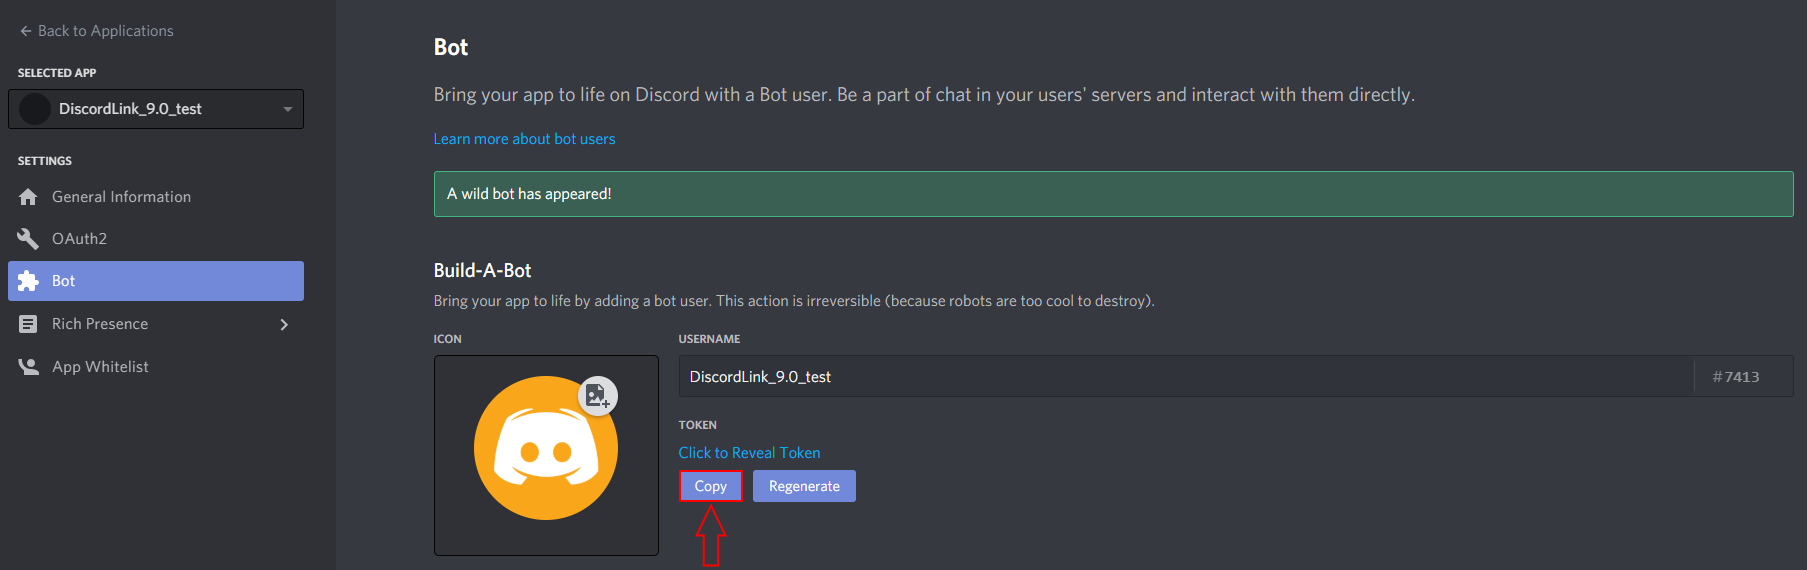 Back to Applications
SELECTED APP
DiscordLink_9.0_test
SETTINGS
General Information
OAuth2
Bot
Rich Presence
App Whitelist
Bot
Bring your app to life on Discord with a Bot user. Be a part of chat in your users' servers and interact with them directly.
Learn more about bot users
A wild bot has appeared!
Build-A-Bot
Bring your app to life by adding a bot user. This action is irreversible (because robots are too cool to destroy).
ICON
USERNAME
DiscordLink_9.0_test #7413
TOKEN
Click to Reveal Token
Copy Regenerate